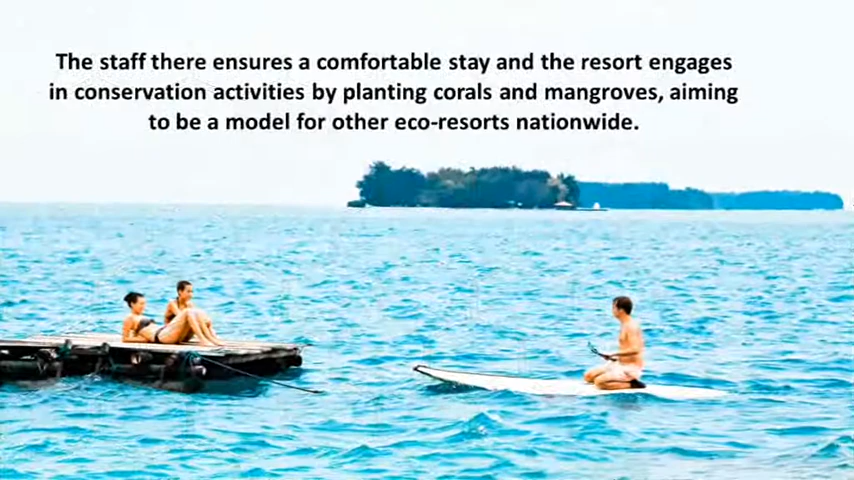 The staff there ensures a comfortable stay and the resort engages
in conservation activities by planting corals and mangroves, aiming
to be a model for other eco-resorts nationwide.